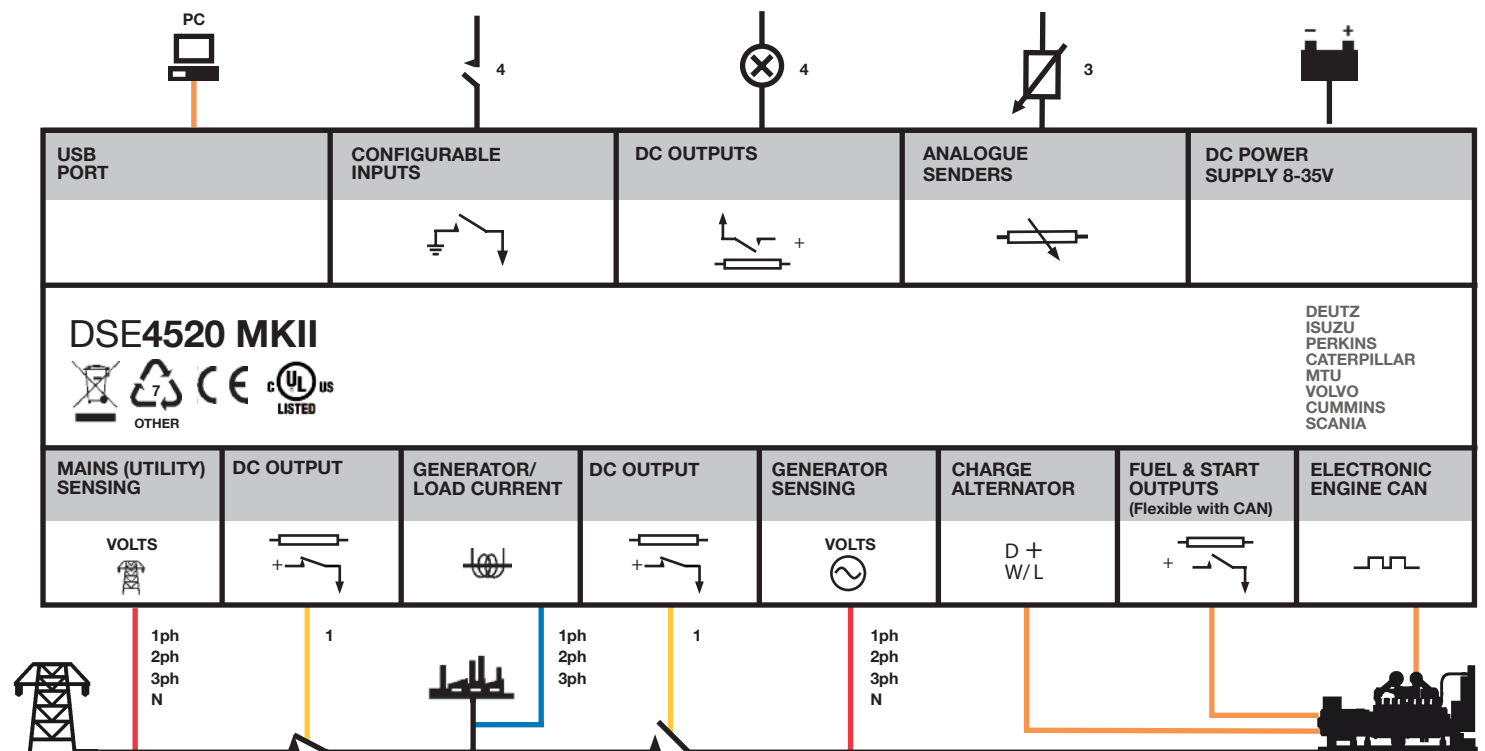 PC
4
4
3
− +
USB
PORT
CONFIGURABLE
INPUTS
DC OUTPUTS
ANALOGUE
SENDERS
DC POWER
SUPPLY 8-35V
+
DSE4520 MKII
7
OTHER
CE
c UL US
LISTED
DEUTZ
ISUZU
PERKINS
CATERPILLAR
MTU
VOLVO
CUMMINS
SCANIA
MAINS (UTILITY)
SENSING
DC OUTPUT
GENERATOR/
LOAD CURRENT
DC OUTPUT
GENERATOR
SENSING
CHARGE
ALTERNATOR
FUEL & START
OUTPUTS
(Flexible with CAN)
ELECTRONIC
ENGINE CAN
VOLTS
+
+
VOLTS
D +
W/L
+
1ph
2ph
3ph
N
1
1ph
2ph
3ph
1
1ph
2ph
3ph
N